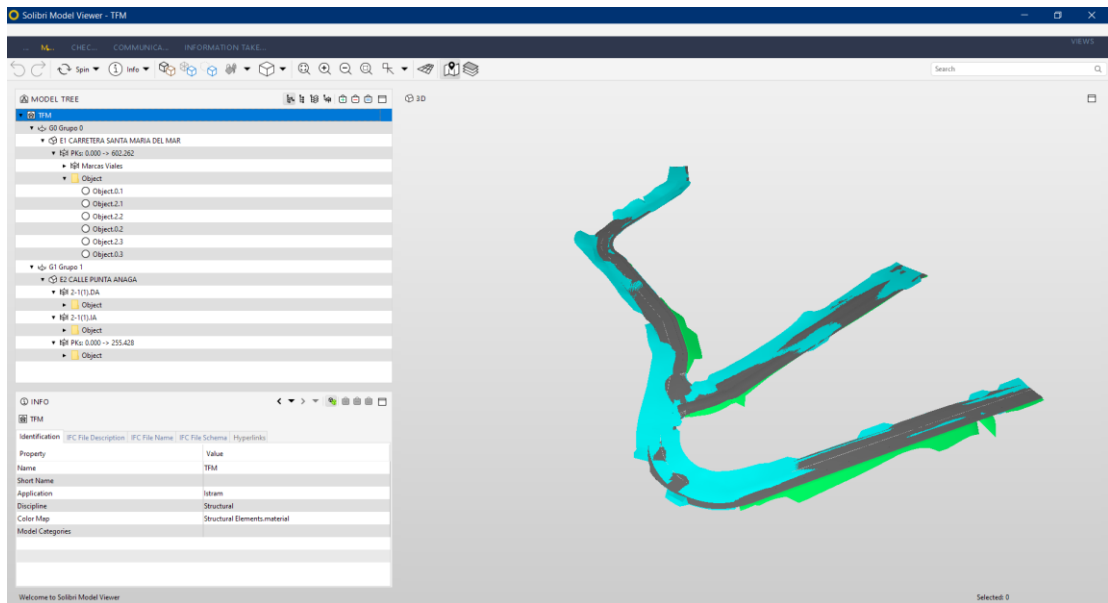 Solibri Model Viewer - TFM
... M... CHEC... COMMUNICA... INFORMATION TAKE... VIEWS
Spin Info Search
MODEL TREE
3D
TFM
G0 Grupo 0
E1 CARRETERA SANTA MARIA DEL MAR
PKs: 0.000 -> 602.262
Marcas Viales
Object
Object.0.1
Object.2.1
Object.2.2
Object.0.2
Object.2.3
Object.0.3
G1 Grupo 1
E2 CALLE PUNTA ANAGA
2-1(1).DA
Object
2-1(1).IA
Object
PKs: 0.000 -> 255.428
Object
INFO
TFM
Identification IFC File Description IFC File Name IFC File Schema Hyperlinks
Property Value
Name TFM
Short Name
Application Istram
Discipline Structural
Color Map Structural Elements.material
Model Categories
Welcome to Solibri Model Viewer Selected: 0